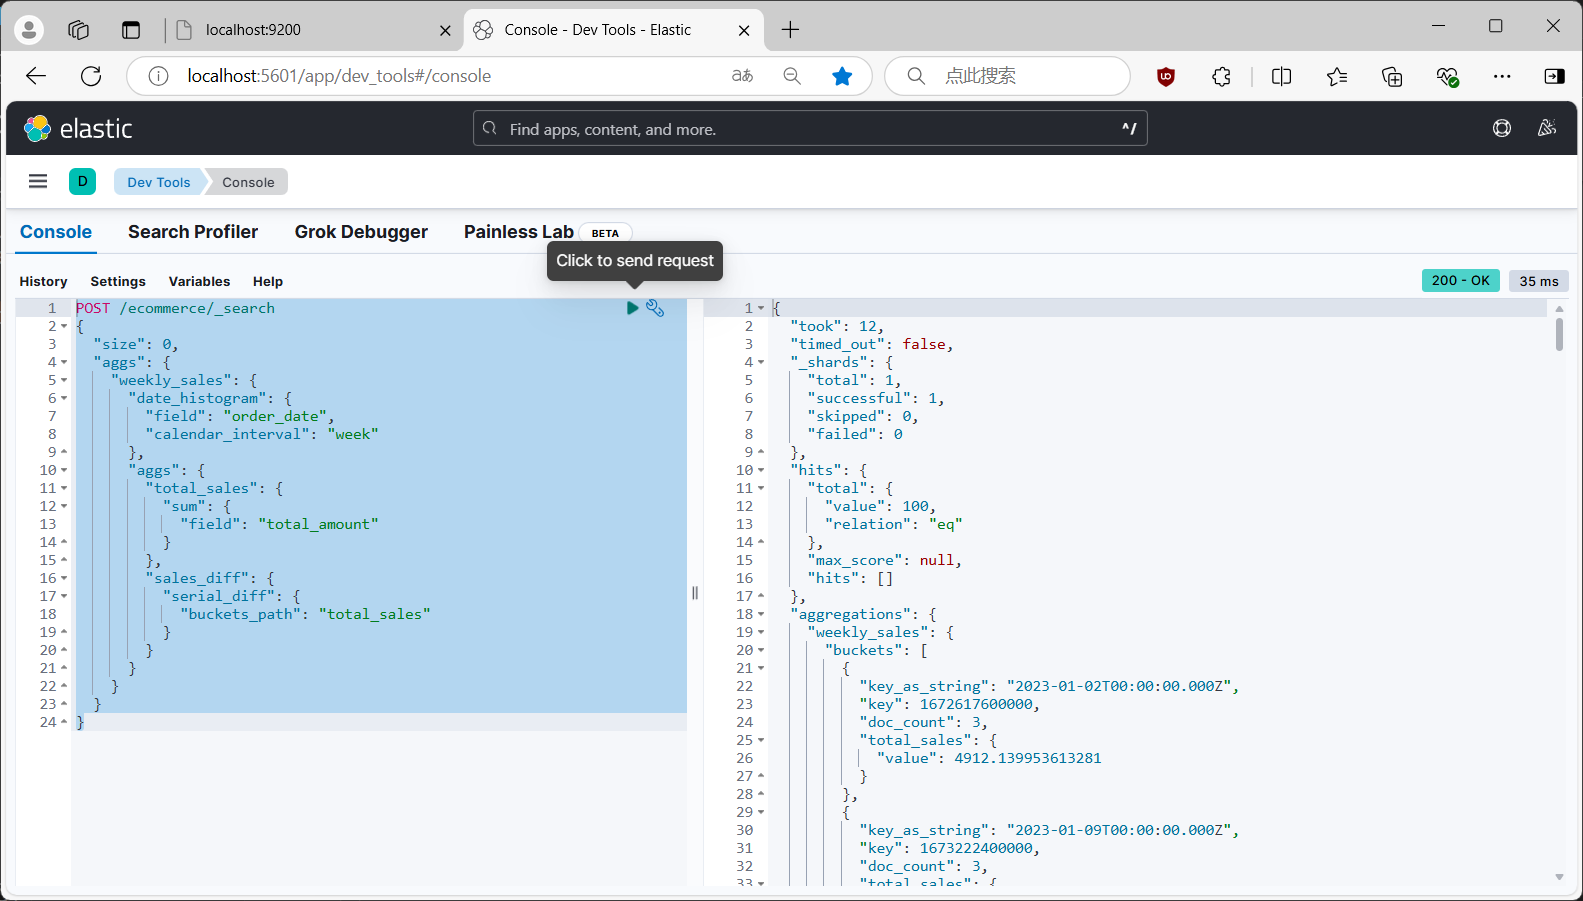 localhost:9200
Console - Dev Tools - Elastic
localhost:5601/app/dev_tools#/console
aあ
点此搜索
elastic
Find apps, content, and more.
^/
D
Dev Tools
Console
Console
Search Profiler
Grok Debugger
Painless Lab
BETA
Click to send request
History
Settings
Variables
Help
200 - OK
35 ms
1 POST /ecommerce/_search
2 {
3 "size": 0,
4 "aggs": {
5 "weekly_sales": {
6 "date_histogram": {
7 "field": "order_date",
8 "calendar_interval": "week"
9 },
10 "aggs": {
11 "total_sales": {
12 "sum": {
13 "field": "total_amount"
14 }
15 },
16 "sales_diff": {
17 "serial_diff": {
18 "buckets_path": "total_sales"
19 }
20 }
21 }
22 }
23 }
24 }
1 {
2 "took": 12,
3 "timed_out": false,
4 "_shards": {
5 "total": 1,
6 "successful": 1,
7 "skipped": 0,
8 "failed": 0
9 },
10 "hits": {
11 "total": {
12 "value": 100,
13 "relation": "eq"
14 },
15 "max_score": null,
16 "hits": []
17 },
18 "aggregations": {
19 "weekly_sales": {
20 "buckets": [
21 {
22 "key_as_string": "2023-01-02T00:00:00.000Z",
23 "key": 1672617600000,
24 "doc_count": 3,
25 "total_sales": {
26 "value": 4912.139953613281
27 }
28 },
29 {
30 "key_as_string": "2023-01-09T00:00:00.000Z",
31 "key": 1673222400000,
32 "doc_count": 3,
33 "total_sales": {